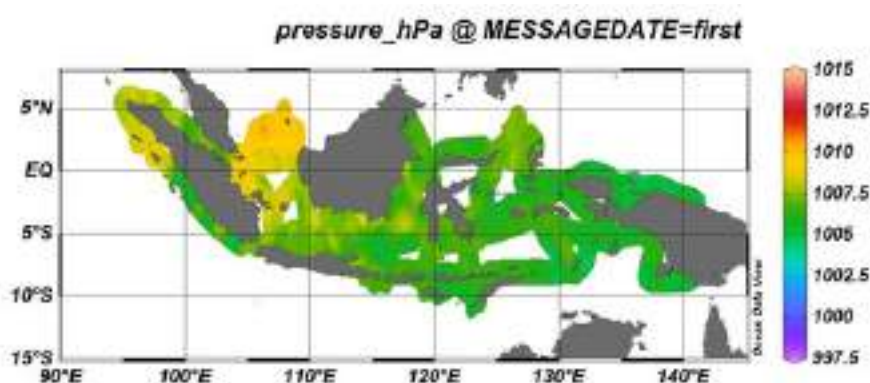 pressure_hPa @ MESSAGEDATE=first
5°N
EQ
5°S
10°S
15°S
90°E 100°E 110°E 120°E 130°E 140°E
Ocean Data View
1015
1012.5
1010
1007.5
1005
1002.5
1000
997.5